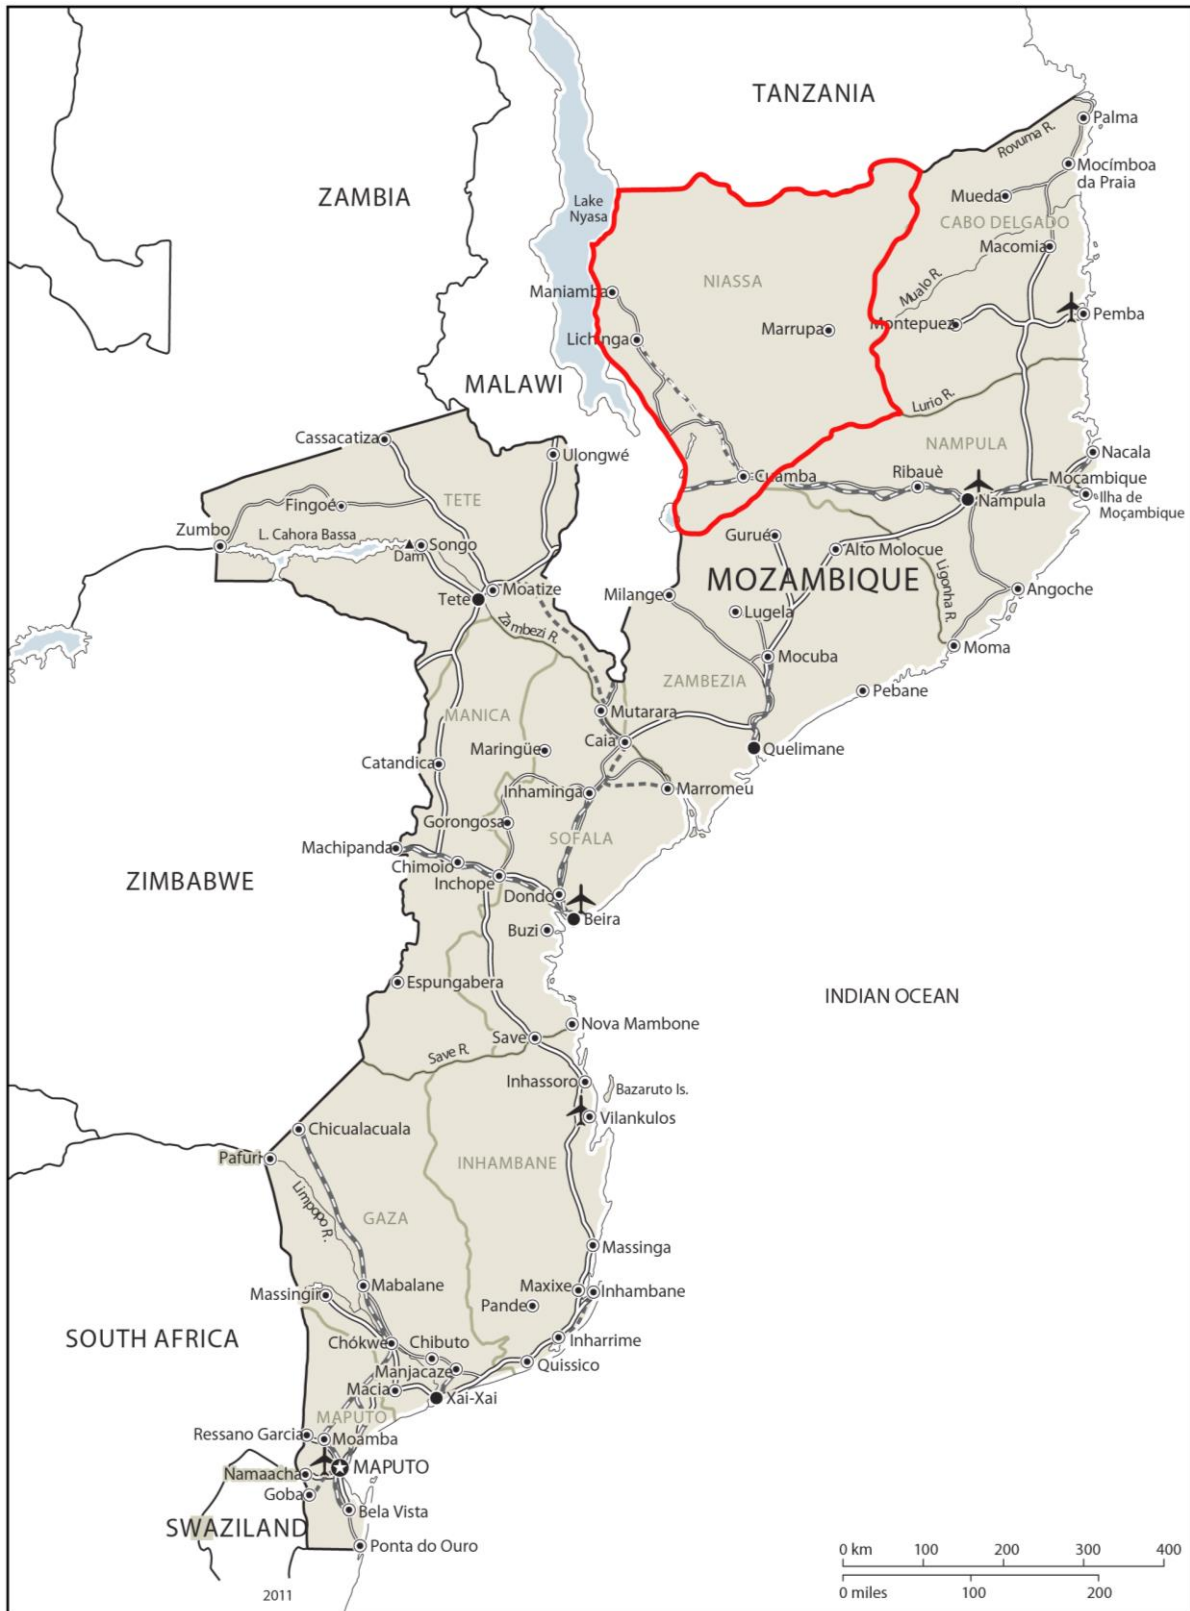 TANZANIA
Palma
Rovuma R.
Mocímboa
da Praia
ZAMBIA
Lake
Nyasa
Mueda
CABO DELGADO
Macomia
NIASSA
Mualo R.
Maniamba
Pemba
Marrupa
Montepuez
Lichinga
MALAWI
Lurio R.
Cassacatiza
NAMPULA
Nacala
Ulongwé
Cuamba
Ribauè
Moçambique
TETE
Fingoé
Nampula
Ilha de
Moçambique
Zumbo
L. Cahora Bassa
Songo
Dam
Gurué
Alto Molocue
MOZAMBIQUE
Ligonha R.
Moatize
Tete
Milange
Angoche
Zambezi R.
Lugela
Moma
Mocuba
ZAMBEZIA
Pebane
MANICA
Mutarara
Maringüe
Caia
Quelimane
Catandica
Inhaminga
Marromeu
Gorongosa
SOFALA
Machipanda
Chimoio
Inchope
ZIMBABWE
Dondo
Beira
Buzi
Espungabera
INDIAN OCEAN
Nova Mambone
Save
Save R.
Inhassoro
Bazaruto Is.
Vilankulos
Chicualacuala
Pafuri
INHAMBANE
Limpopo R.
GAZA
Massinga
Mabalane
Maxixe
Inhambane
Massingir
Pande
SOUTH AFRICA
Chókwè
Chibuto
Inharrime
Manjacaze
Quissico
Macia
Xai-Xai
MAPUTO
Ressano Garcia
Moamba
Namaacha
MAPUTO
Goba
Bela Vista
SWAZILAND
Ponta do Ouro
0 km 100 200 300 400
0 miles 100 200
2011